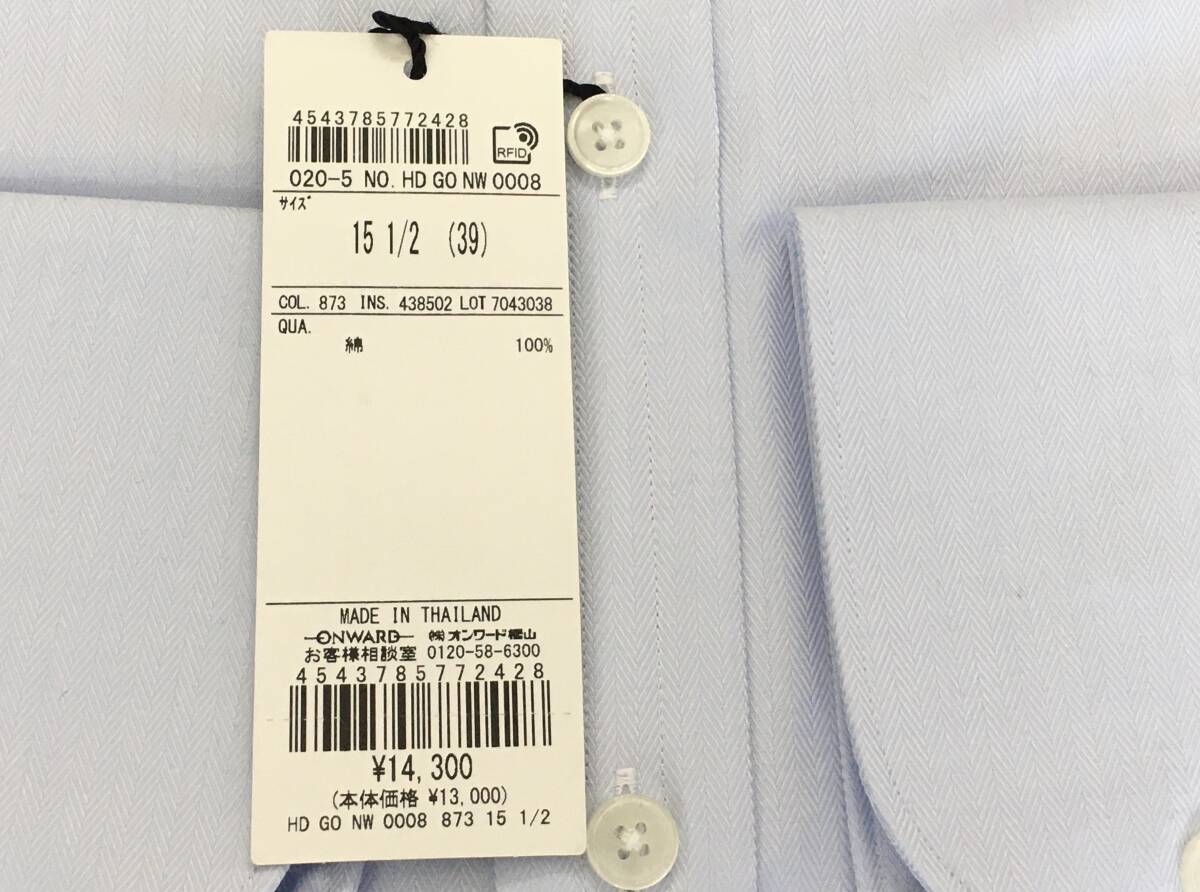 4543785772428
RFID
020-5 NO. HD GO NW 0008
サイズ
15 1/2 (39)
COL. 873 INS. 438502 LOT 7043038
QUA.
綿 100%
MADE IN THAILAND
ONWARD ㈱オンワード樫山
お客様相談室 0120-58-6300
4543785772428
¥14,300
(本体価格 ¥13,000)
HD GO NW 0008 873 15 1/2